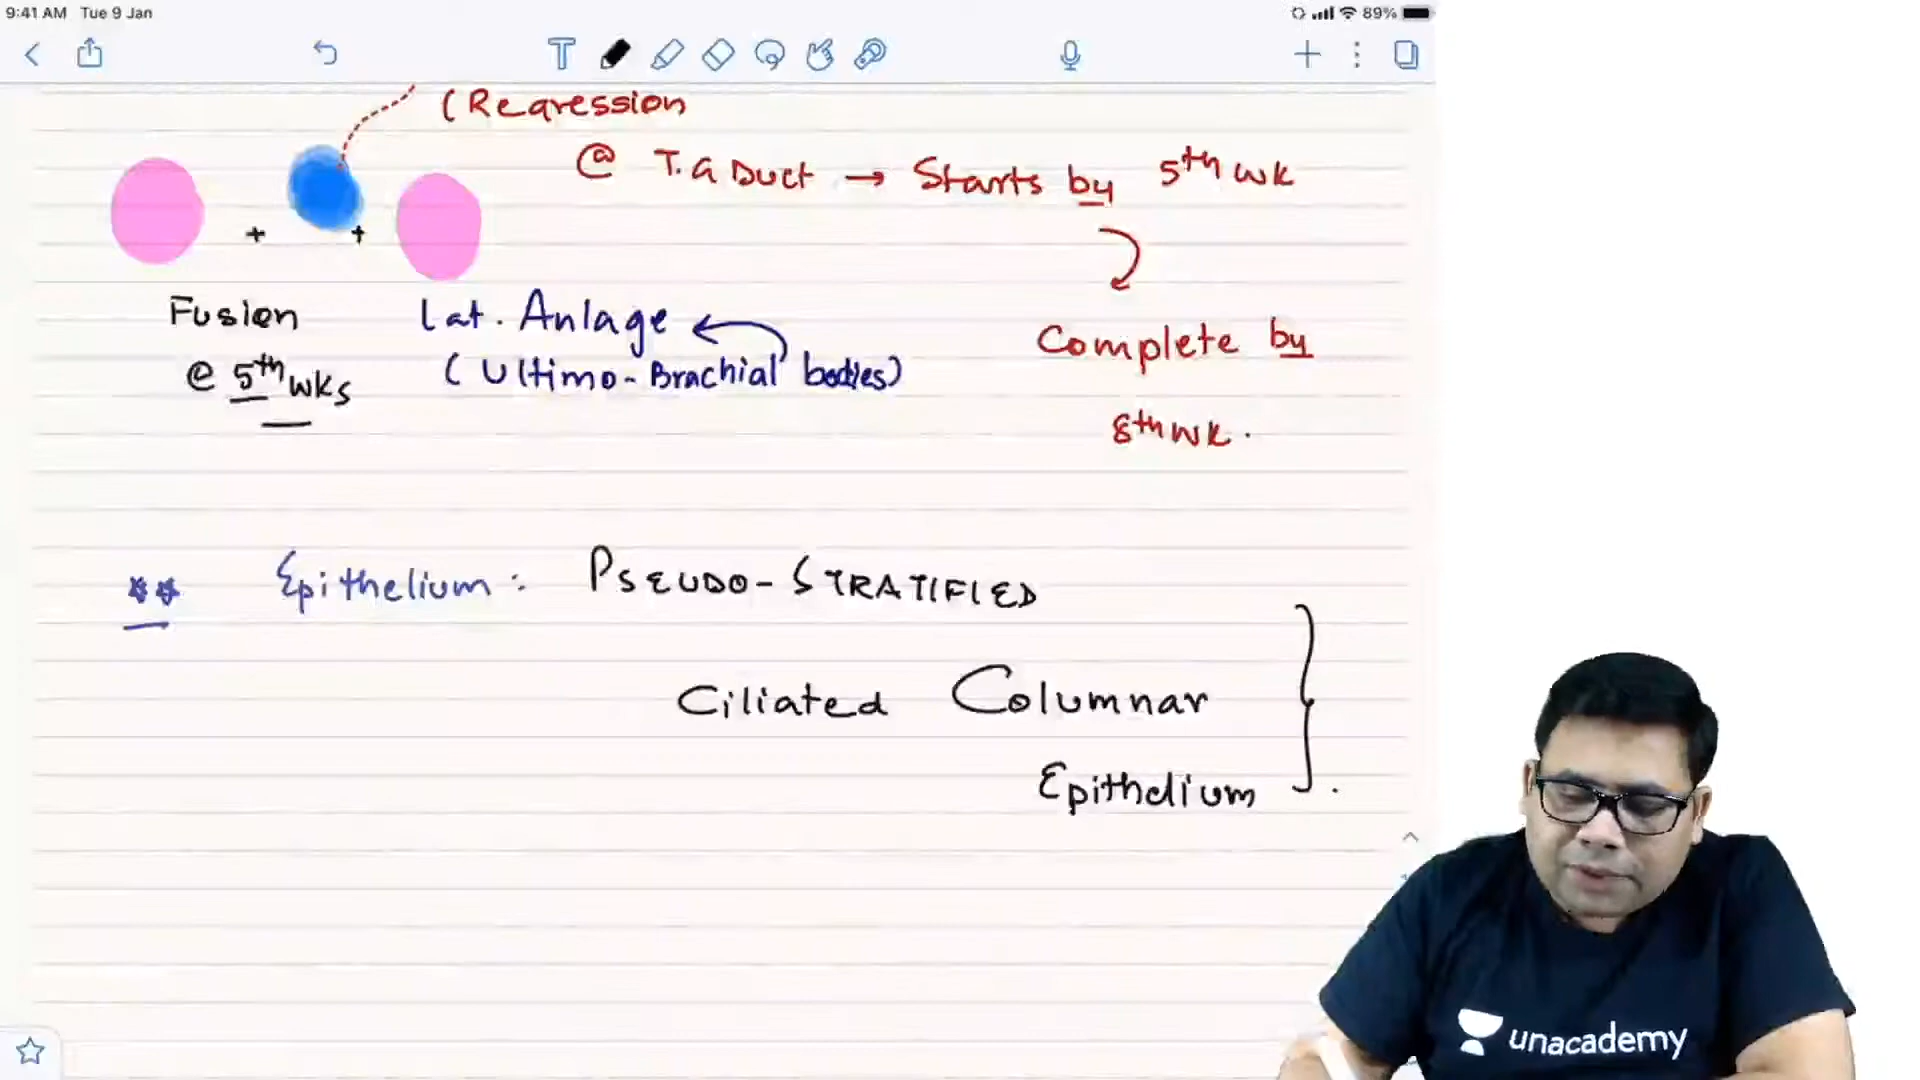 9:41 AM Tue 9 Jan
89%
(Regression
@ T.G Duct → Starts by 5th wk
+ +
Fusion
@ 5th wks
Lat. Anlage
(Ultimo-Brachial bodies)
Complete by
8th wk.
** Epithelium: PSEUDO-STRATIFIED
Ciliated Columnar
Epithelium
unacademy